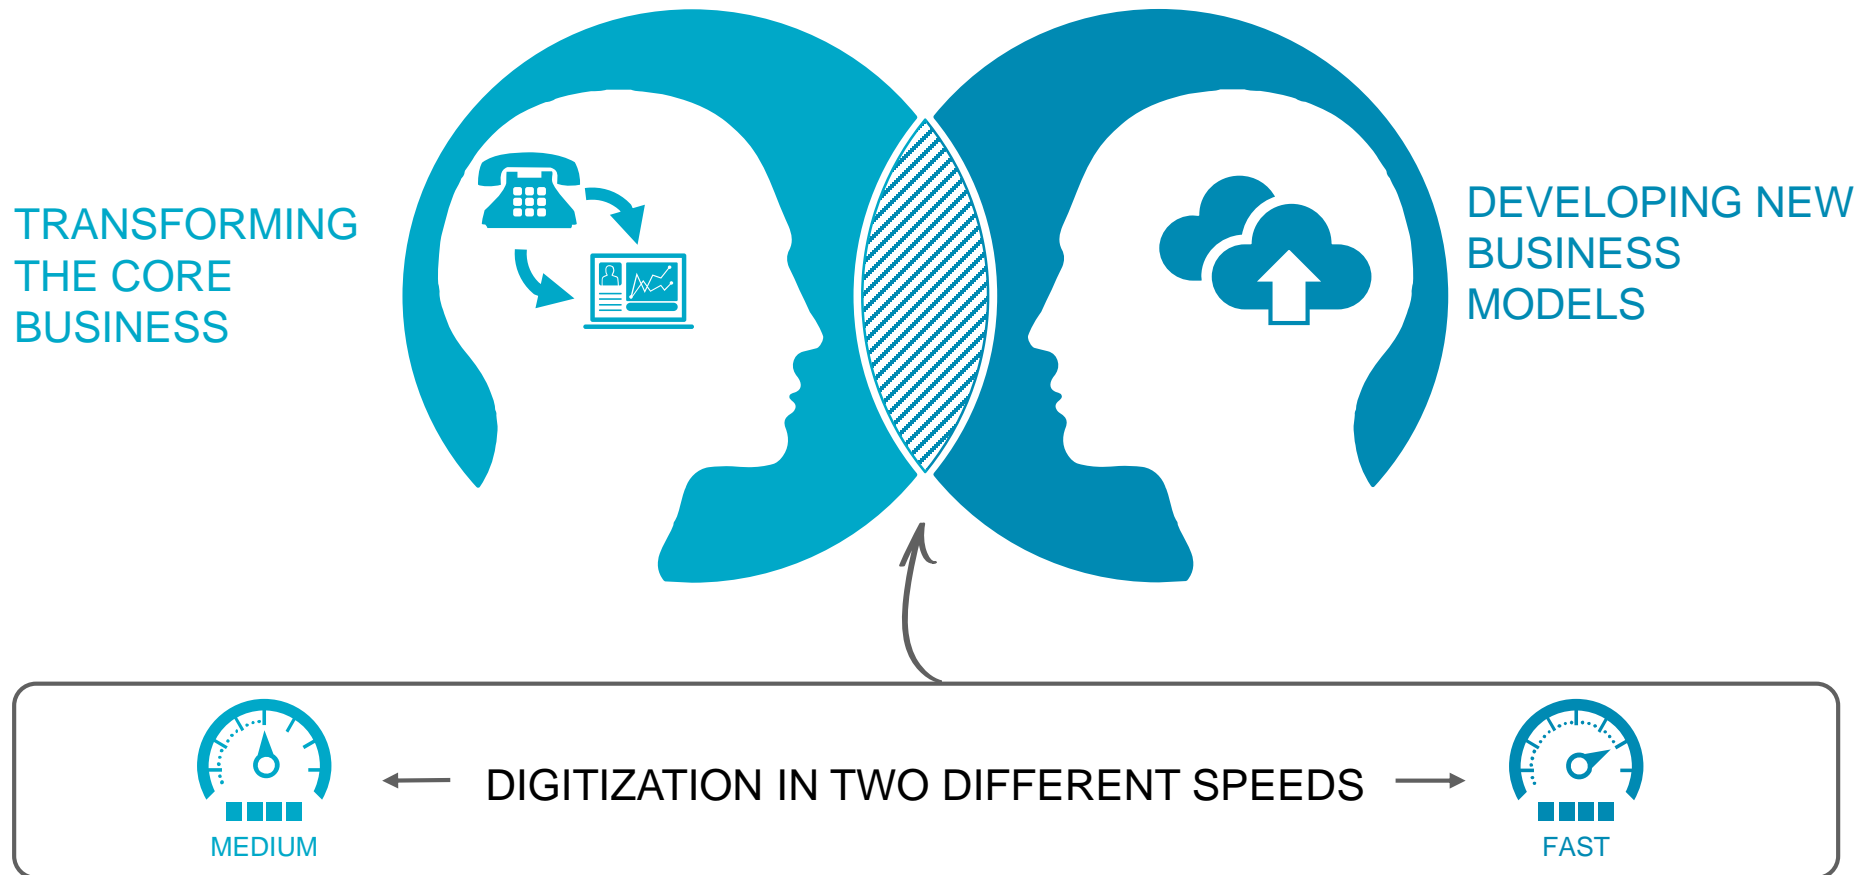 TRANSFORMING
THE CORE
BUSINESS
DEVELOPING NEW
BUSINESS
MODELS
DIGITIZATION IN TWO DIFFERENT SPEEDS
MEDIUM
FAST